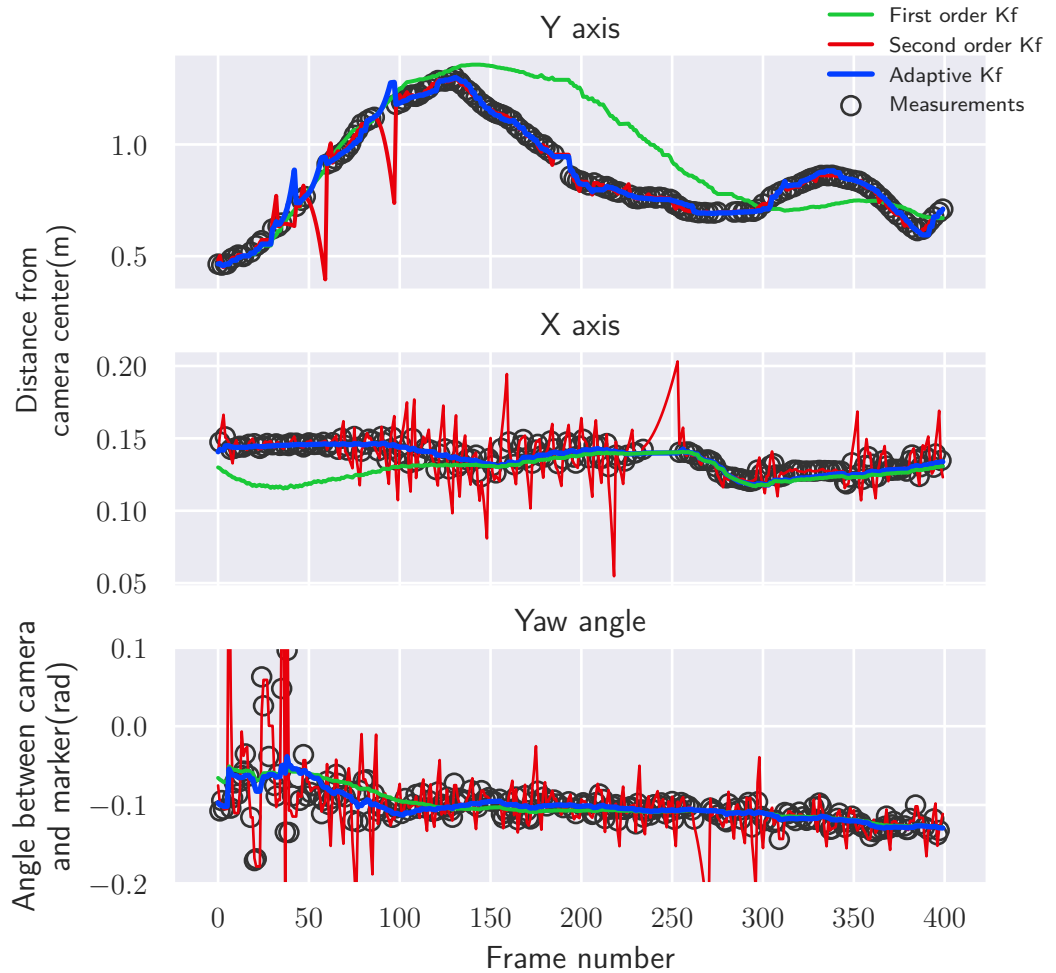 First order Kf
Second order Kf
Adaptive Kf
Measurements
Y axis
1.0
0.5
X axis
0.20
0.15
0.10
0.05
Distance from
camera center(m)
Yaw angle
0.1
0.0
−0.1
−0.2
Angle between camera
and marker(rad)
0 50 100 150 200 250 300 350 400
Frame number